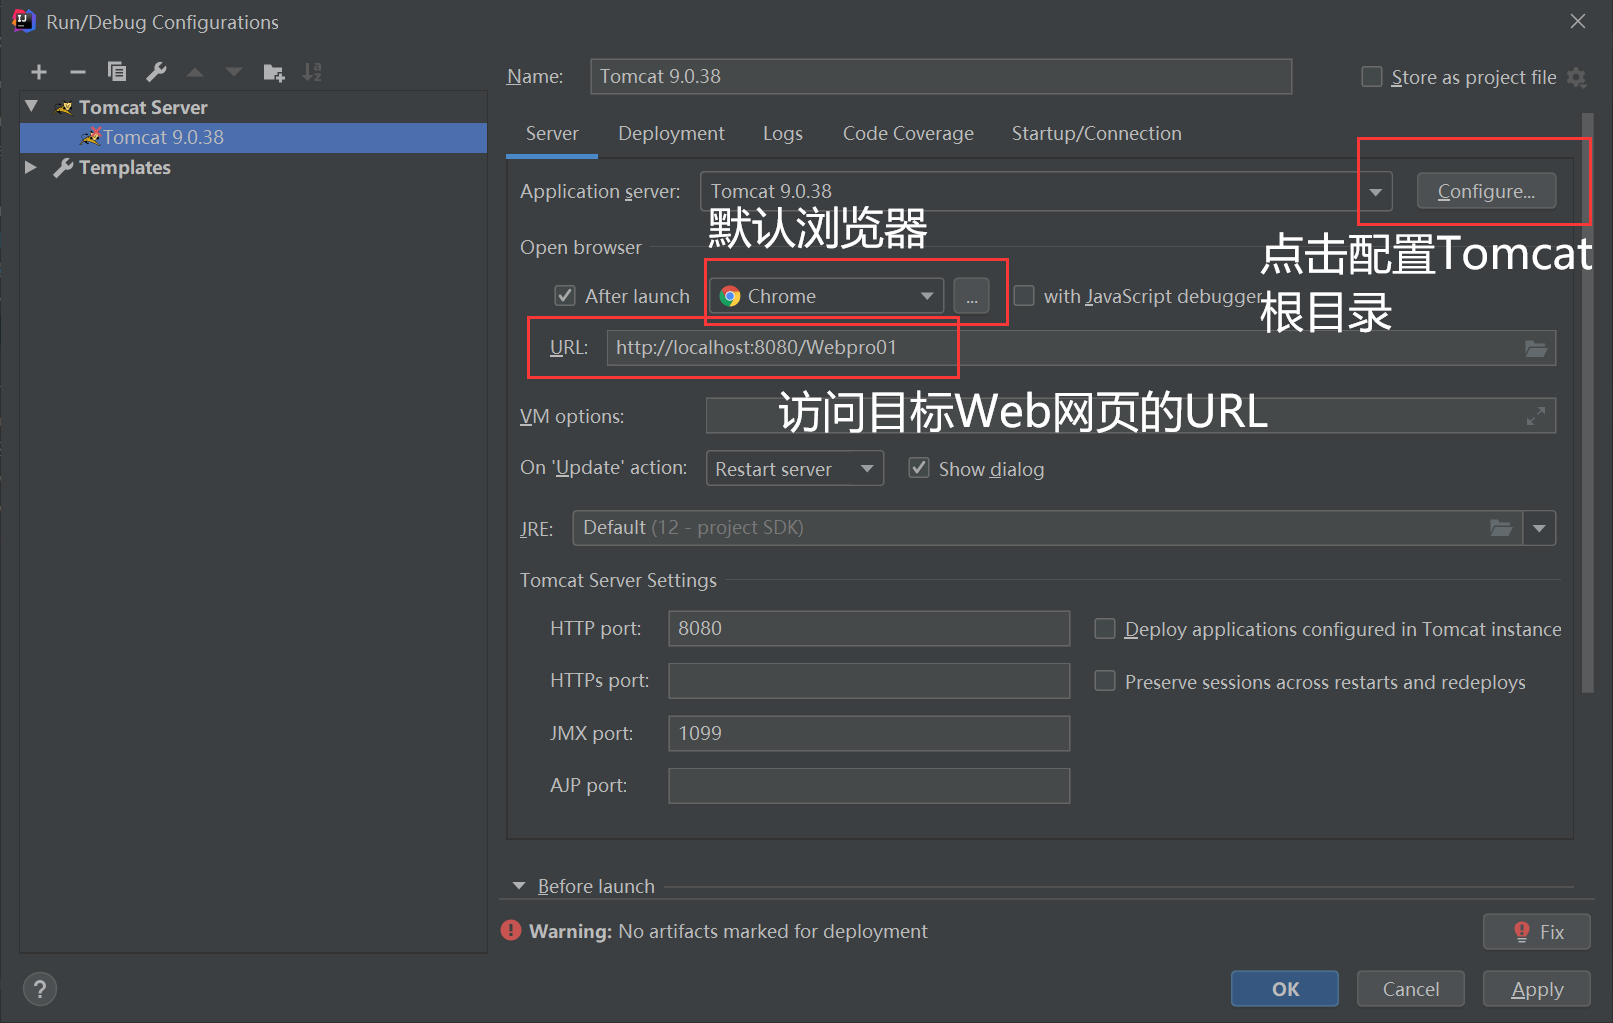 Run/Debug Configurations
Name: Tomcat 9.0.38 Store as project file
Tomcat Server
Tomcat 9.0.38
Templates
Server Deployment Logs Code Coverage Startup/Connection
Application server: Tomcat 9.0.38 Configure...
默认浏览器
点击配置Tomcat
根目录
Open browser
After launch Chrome ... with JavaScript debugger
URL: http://localhost:8080/Webpro01
访问目标Web网页的URL
VM options:
On 'Update' action: Restart server Show dialog
JRE: Default (12 - project SDK)
Tomcat Server Settings
HTTP port: 8080 Deploy applications configured in Tomcat instance
HTTPs port: Preserve sessions across restarts and redeploys
JMX port: 1099
AJP port:
Before launch
Warning: No artifacts marked for deployment Fix
? OK Cancel Apply